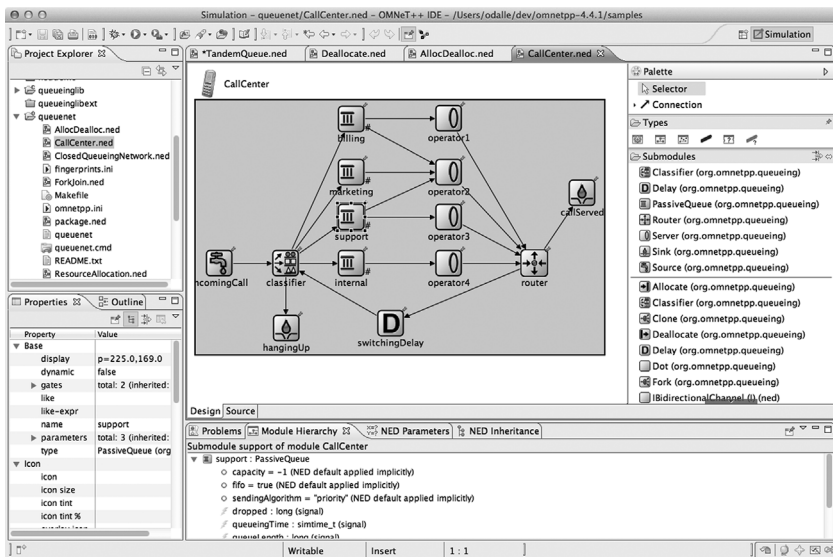 Simulation - queuenet/CallCenter.ned - OMNeT++ IDE - /Users/odalle/dev/omnetpp-4.4.1/samples
Simulation
Project Explorer
queueinglib
queueinglibext
queuenet
AllocDealloc.ned
CallCenter.ned
ClosedQueueingNetwork.ned
fingerprints.ini
ForkJoin.ned
Makefile
omnetpp.ini
package.ned
queuenet
queuenet.cmd
README.txt
ResourceAllocation.ned
Properties
Outline
Property Value
Base
display p=225.0,169.0
dynamic false
gates total: 2 (inherited:
like
like-expr
name support
parameters total: 3 (inherited:
type PassiveQueue (org
Icon
icon
icon size
icon tint
icon tint %
*TandemQueue.ned
Deallocate.ned
AllocDealloc.ned
CallCenter.ned
CallCenter
billing
#
operator1
marketing
#
operator2
support
#
operator3
callServed
ncomingCall
classifier
internal
#
operator4
router
hangingUp
D
switchingDelay
Design
Source
Palette
Selector
Connection
Types
Submodules
Classifier (org.omnetpp.queueing)
Delay (org.omnetpp.queueing)
PassiveQueue (org.omnetpp.queueing)
Router (org.omnetpp.queueing)
Server (org.omnetpp.queueing)
Sink (org.omnetpp.queueing)
Source (org.omnetpp.queueing)
Allocate (org.omnetpp.queueing)
Classifier (org.omnetpp.queueing)
Clone (org.omnetpp.queueing)
Deallocate (org.omnetpp.queueing)
Delay (org.omnetpp.queueing)
Dot (org.omnetpp.queueing)
Fork (org.omnetpp.queueing)
IBidirectionalChannel (I) (ned)
Problems
Module Hierarchy
NED Parameters
NED Inheritance
Submodule support of module CallCenter
support : PassiveQueue
capacity = -1 (NED default applied implicitly)
fifo = true (NED default applied implicitly)
sendingAlgorithm = "priority" (NED default applied implicitly)
dropped : long (signal)
queueingTime : simtime_t (signal)
queueLength : long (signal)
Writable
Insert
1 : 1